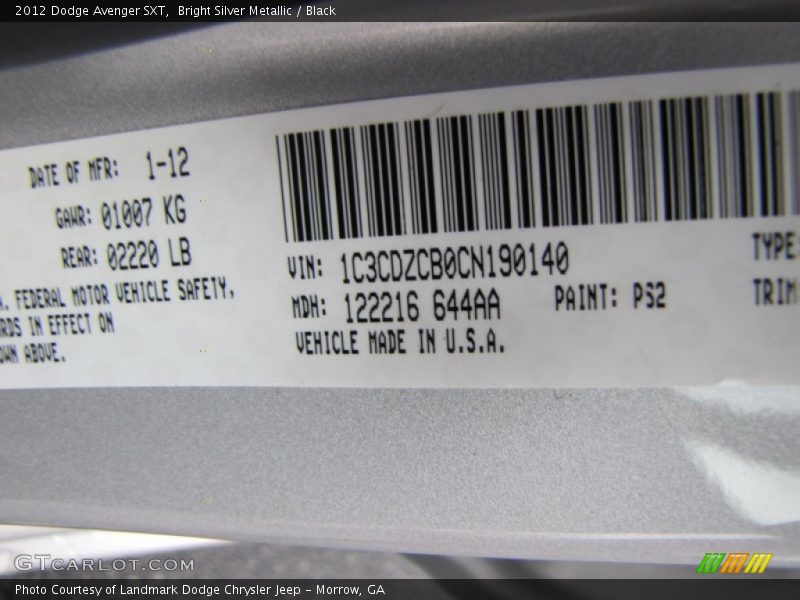 2012 Dodge Avenger SXT, Bright Silver Metallic / Black
DATE OF MFR: 1-12
GAWR: 01007 KG
REAR: 02220 LB
A. FEDERAL MOTOR VEHICLE SAFETY,
RDS IN EFFECT ON
OWN ABOVE.
VIN: 1C3CDZCB0CN190140
MDH: 122216 644AA
PAINT: PS2
VEHICLE MADE IN U.S.A.
TYPE:
TRIM
GTCARLOT.COM
Photo Courtesy of Landmark Dodge Chrysler Jeep - Morrow, GA